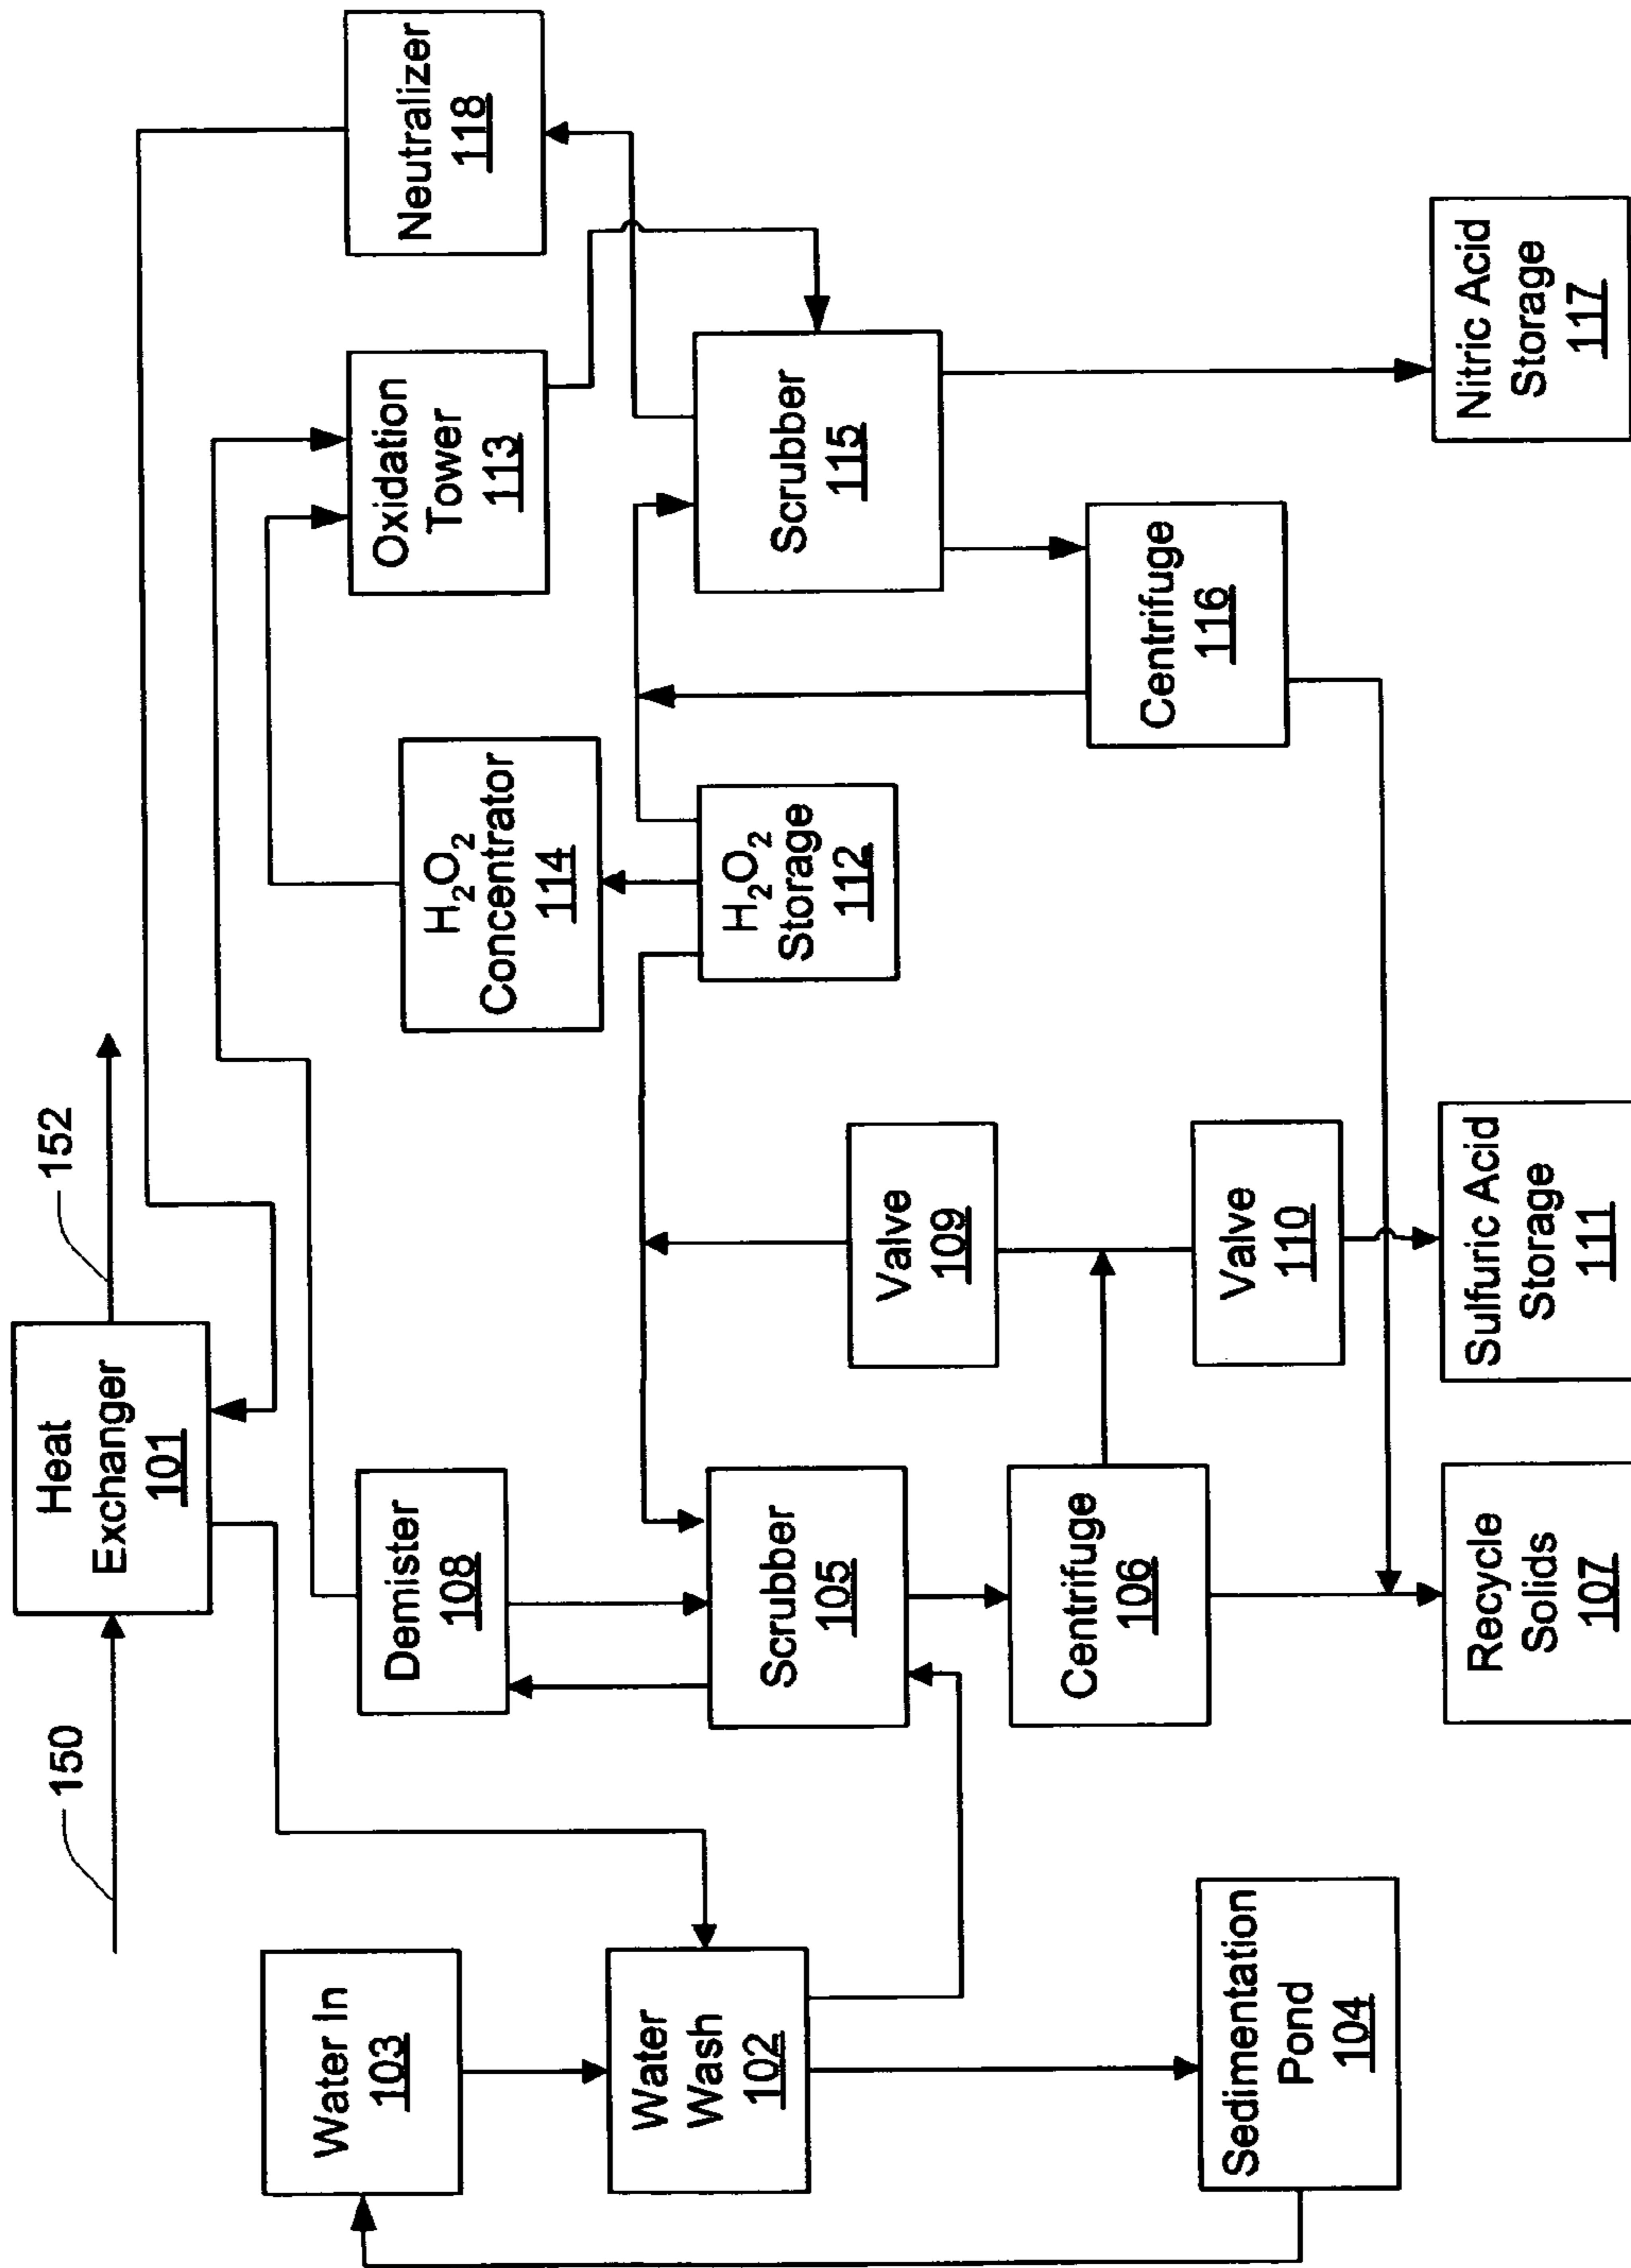 150
152
Heat
Exchanger
101
Water In
103
Demister
108
H₂O₂
Concentrator
114
Oxidation
Tower
113
Neutralizer
118
Water
Wash
102
Scrubber
105
H₂O₂
Storage
112
Scrubber
115
Valve
109
Centrifuge
106
Valve
110
Centrifuge
116
Sedimentation
Pond
104
Recycle
Solids
107
Sulfuric Acid
Storage
111
Nitric Acid
Storage
117